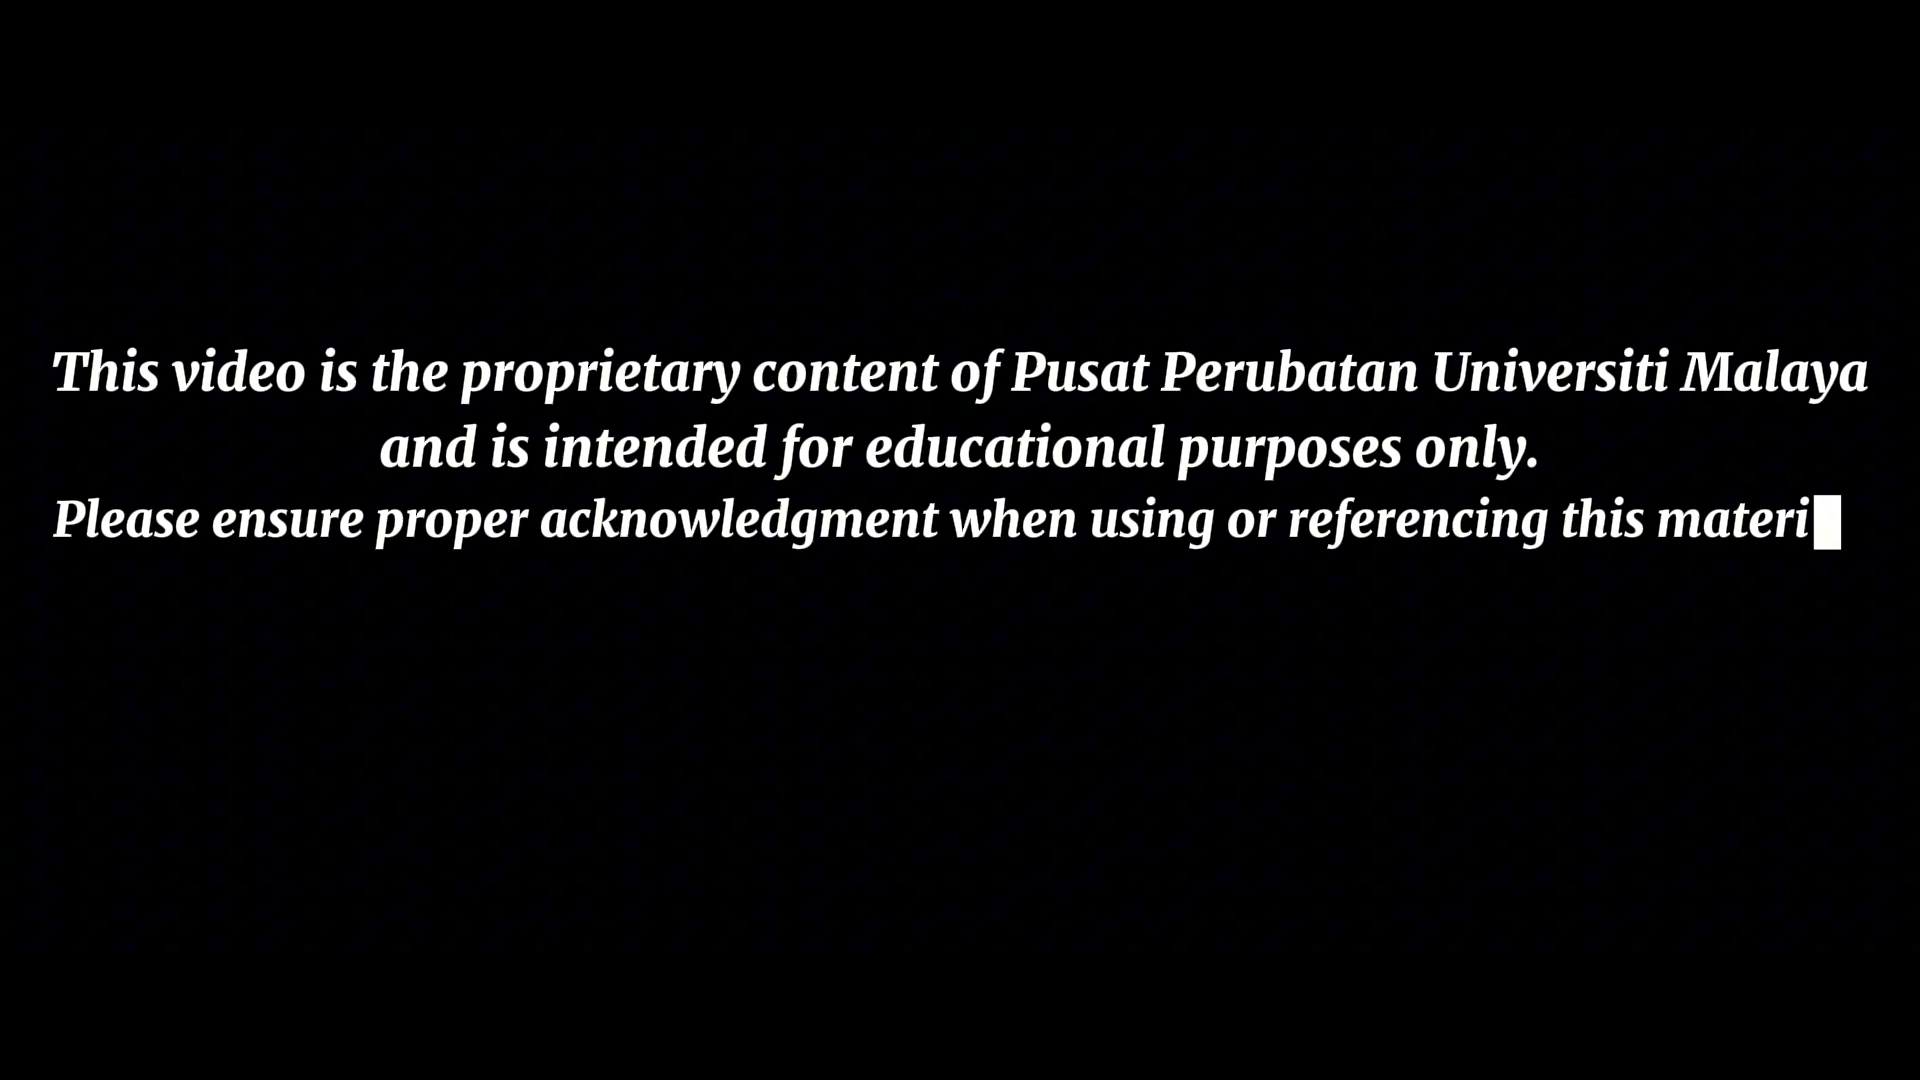 This video is the proprietary content of Pusat Perubatan Universiti Malaya
and is intended for educational purposes only.
Please ensure proper acknowledgment when using or referencing this materi